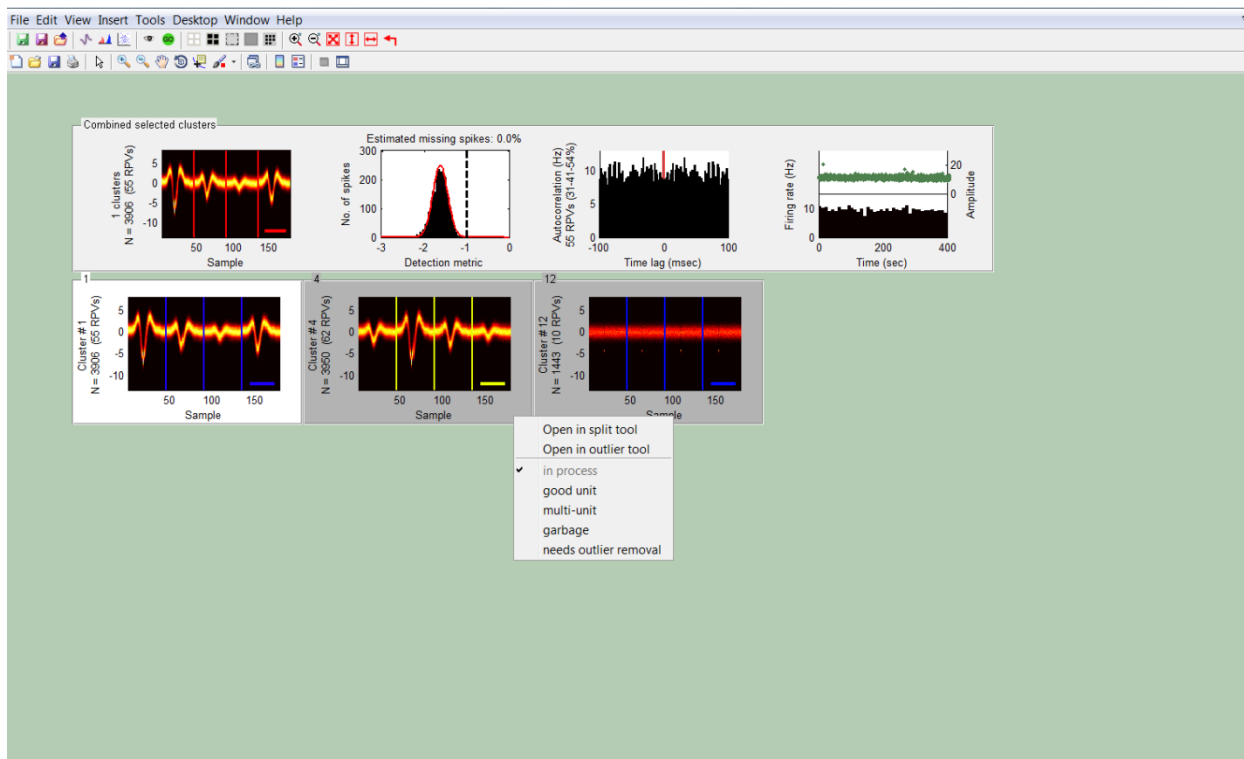 File Edit View Insert Tools Desktop Window Help
Combined selected clusters
1 clusters
N = 3906 (55 RPVs)
5
0
-5
-10
50 100 150
Sample
Estimated missing spikes: 0.0%
No. of spikes
300
200
100
0
-3 -2 -1 0
Detection metric
Autocorrelation (Hz)
55 RPVs (31-41-54%)
10
5
0
-100 0 100
Time lag (msec)
Firing rate (Hz)
10
0
20
0
Amplitude
0 200 400
Time (sec)
1
Cluster # 1
N = 3906 (55 RPVs)
5
0
-5
-10
50 100 150
Sample
4
Cluster # 4
N = 3950 (62 RPVs)
5
0
-5
-10
50 100 150
Sample
12
Cluster # 12
N = 1443 (10 RPVs)
5
0
-5
-10
50 100 150
Sample
Open in split tool
Open in outlier tool
in process
good unit
multi-unit
garbage
needs outlier removal